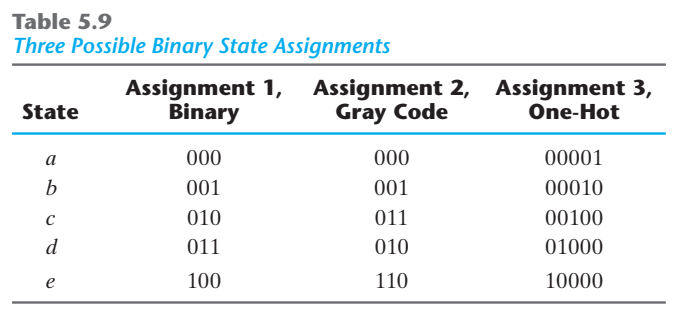 Table 5.9
Three Possible Binary State Assignments
State Assignment 1, Binary Assignment 2, Gray Code Assignment 3, One-Hot
a 000 000 00001
b 001 001 00010
c 010 011 00100
d 011 010 01000
e 100 110 10000